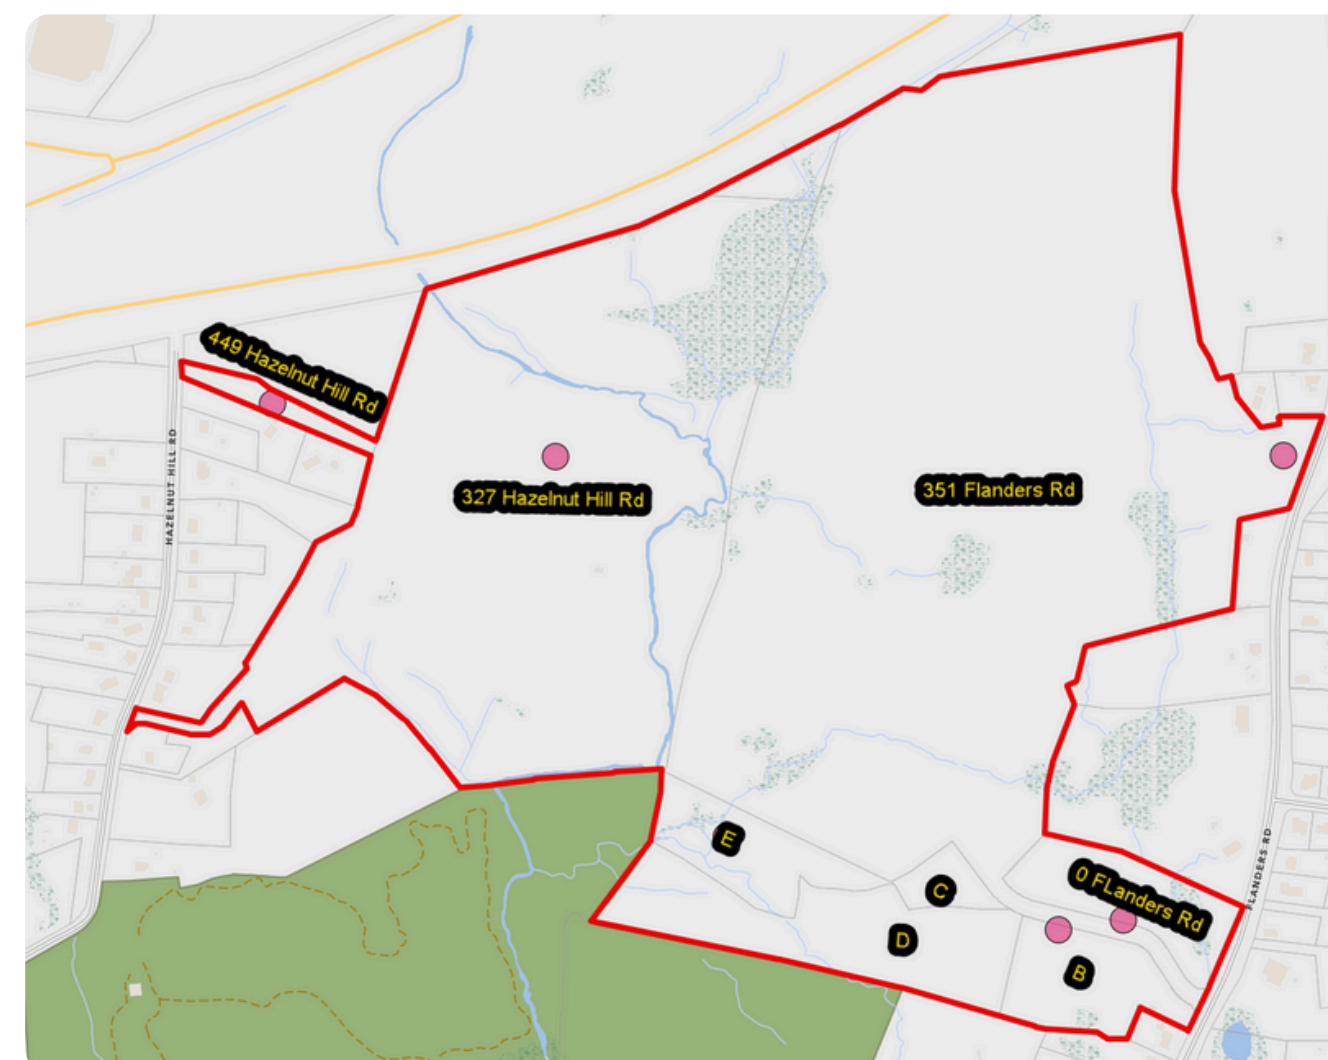 449 Hazelnut Hill Rd
HAZELNUT HILL RD
327 Hazelnut Hill Rd
351 Flanders Rd
E
C
D
0 FLanders Rd
B
FLANDERS RD